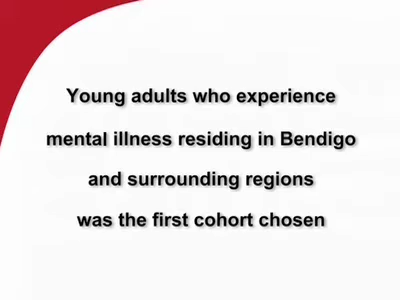 Young adults who experience
mental illness residing in Bendigo
and surrounding regions
was the first cohort chosen